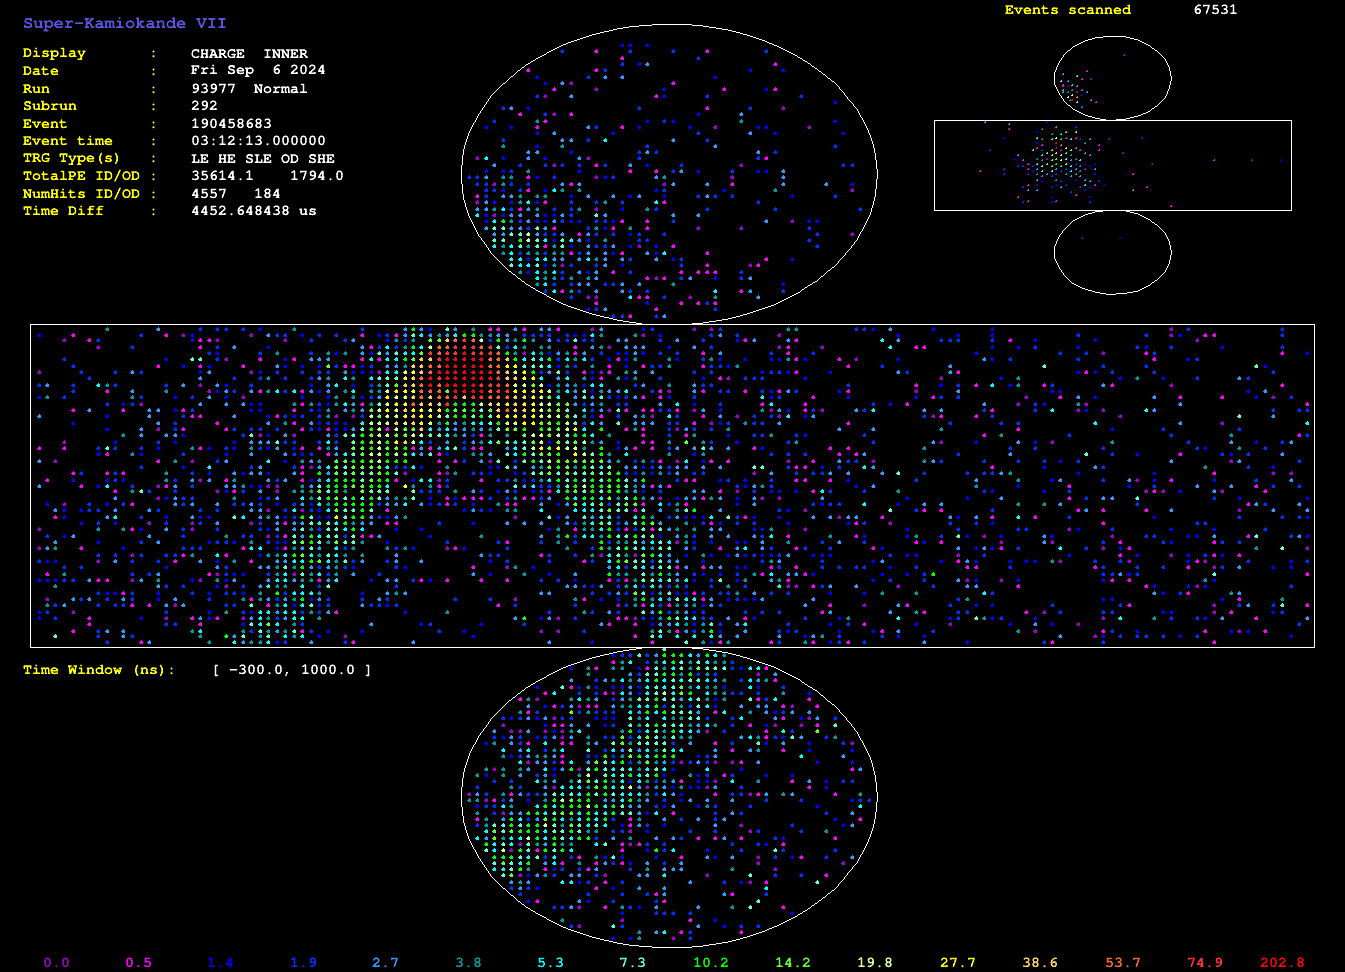 Super-Kamiokande VII
Display : CHARGE INNER
Date : Fri Sep 6 2024
Run : 93977 Normal
Subrun : 292
Event : 190458683
Event time : 03:12:13.000000
TRG Type(s) : LE HE SLE OD SHE
TotalPE ID/OD : 35614.1 1794.0
NumHits ID/OD : 4557 184
Time Diff : 4452.648438 us
Events scanned 67531
Time Window (ns): [ -300.0, 1000.0 ]
0.0 0.5 1.4 1.9 2.7 3.8 5.3 7.3 10.2 14.2 19.8 27.7 38.6 53.7 74.9 202.8